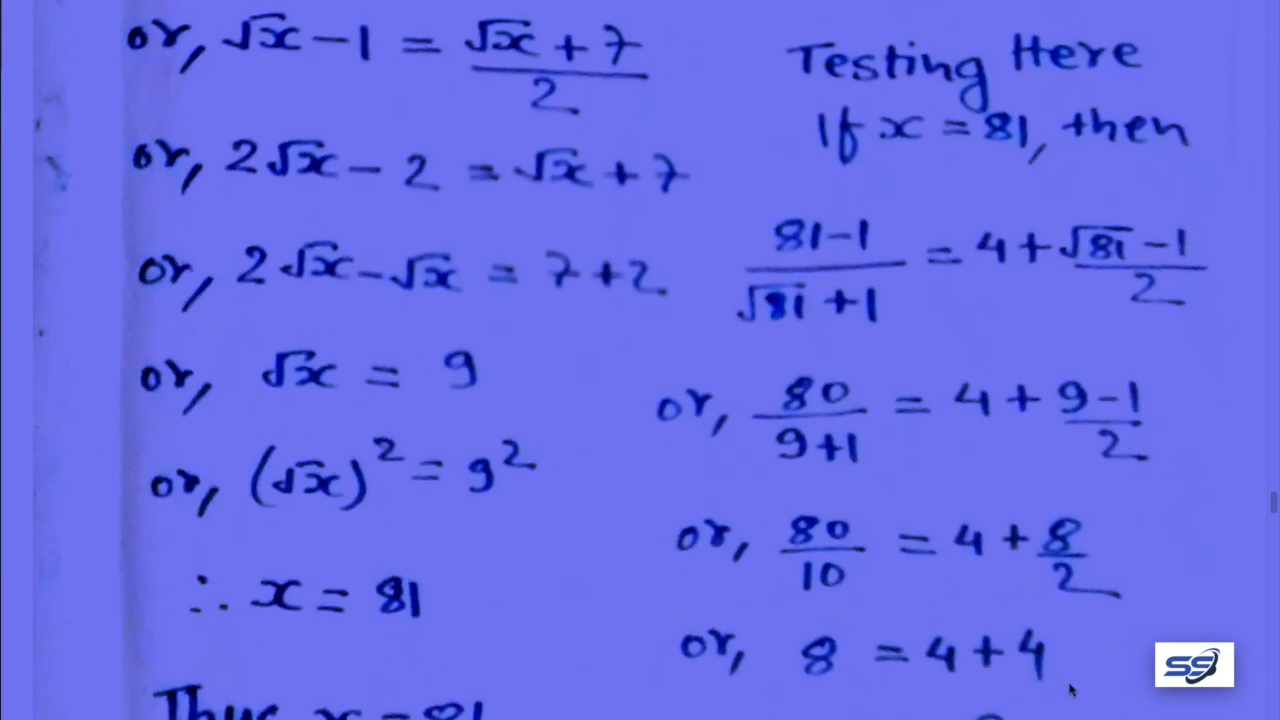 or, √x - 1 = (√x + 7)/2
or, 2√x - 2 = √x + 7
or, 2√x - √x = 7 + 2
or, √x = 9
or, (√x)² = 9²
∴ x = 81
Thus x = 81
Testing Here
If x = 81, then
(81-1)/(√81 + 1) = 4 + (√81 - 1)/2
or, 80/(9+1) = 4 + (9-1)/2
or, 80/10 = 4 + 8/2
or, 8 = 4 + 4
SS